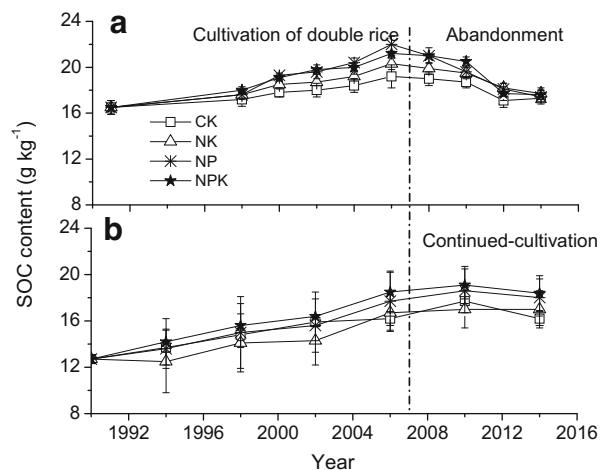 a
Cultivation of double rice
Abandonment
24
20
16
12
8
CK
NK
NP
NPK
SOC content (g kg⁻¹)
b
Continued-cultivation
24
20
16
12
8
1992 1996 2000 2004 2008 2012 2016
Year